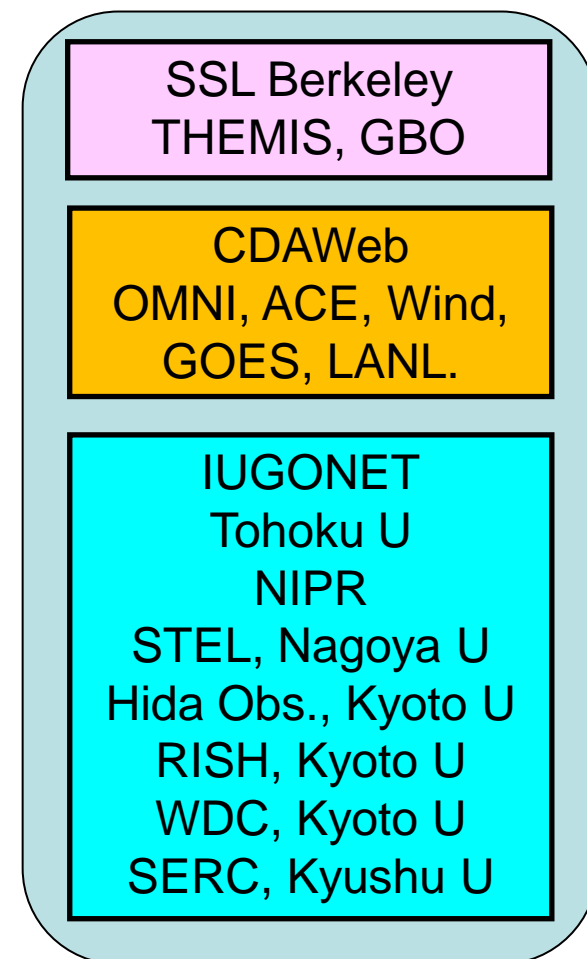 SSL Berkeley
THEMIS, GBO
CDAWeb
OMNI, ACE, Wind,
GOES, LANL.
IUGONET
Tohoku U
NIPR
STEL, Nagoya U
Hida Obs., Kyoto U
RISH, Kyoto U
WDC, Kyoto U
SERC, Kyushu U